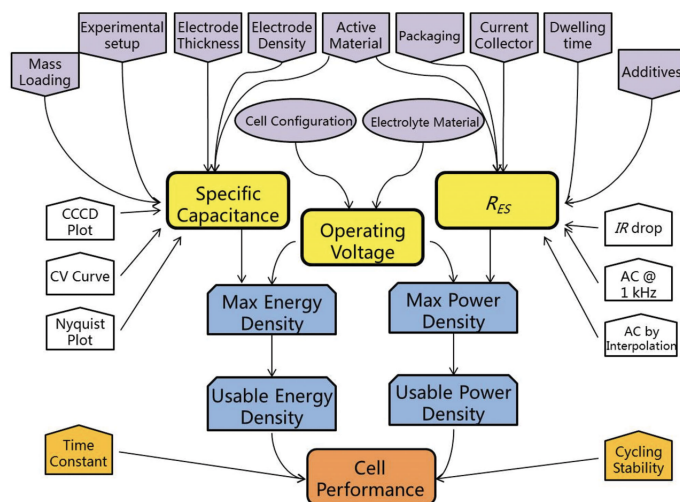 Mass
Loading
Experimental
setup
Electrode
Thickness
Electrode
Density
Active
Material
Packaging
Current
Collector
Dwelling
time
Additives
Cell Configuration
Electrolyte Material
Specific
Capacitance
Operating
Voltage
RES
CCCD
Plot
CV Curve
Nyquist
Plot
IR drop
AC @
1 kHz
AC by
Interpolation
Max Energy
Density
Max Power
Density
Usable Energy
Density
Usable Power
Density
Time
Constant
Cell
Performance
Cycling
Stability